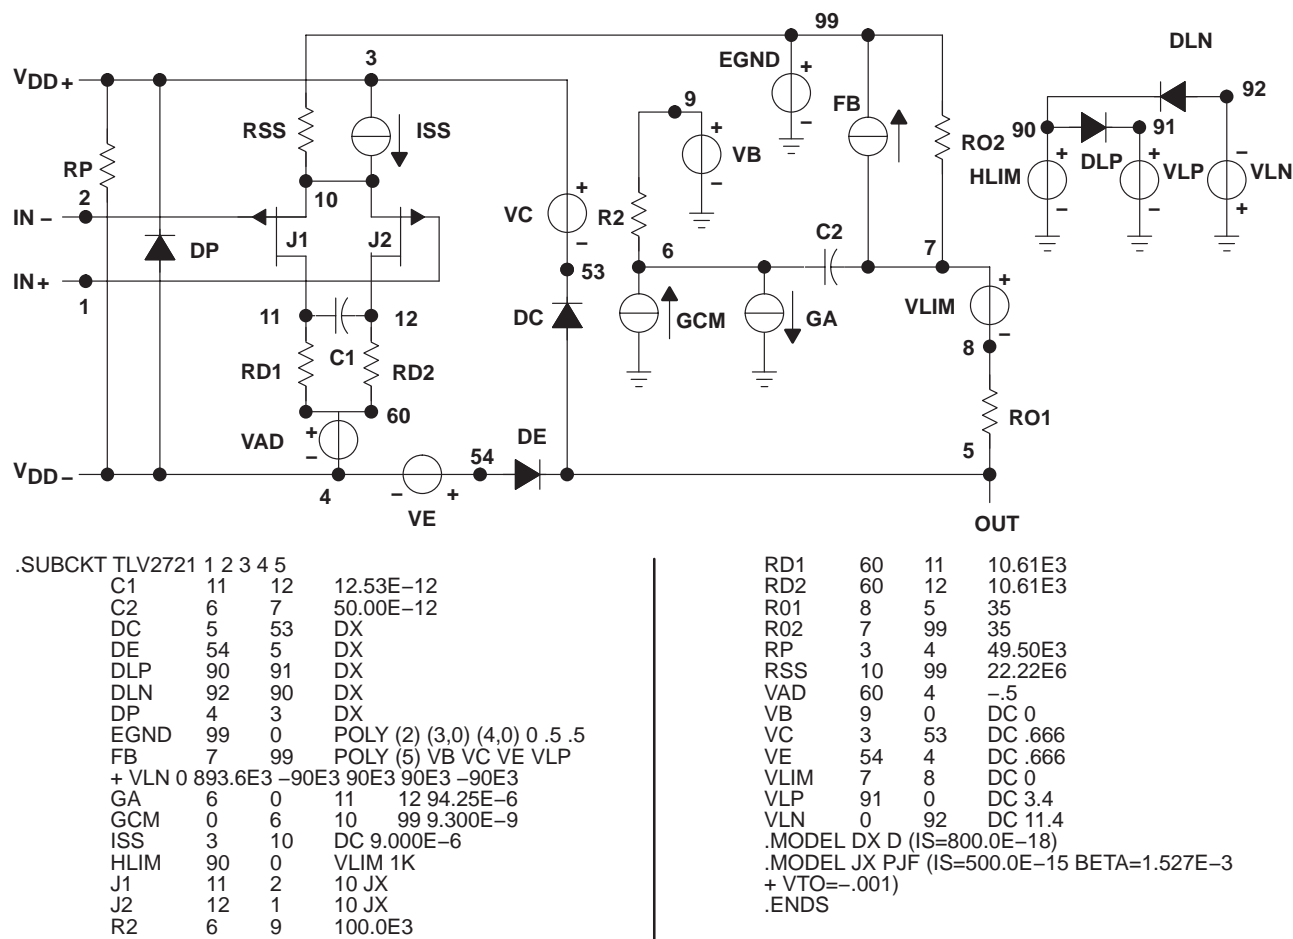 99
DLN
3
EGND
+
VDD+
9
FB
92
RSS
ISS
+
90
91
RO2
RP
VB
DLP
10
HLIM
VLP
VLN
2
IN –
VC
R2
C2
J1
J2
DP
6
7
IN+
1
53
VLIM
11
12
DC
GCM
GA
8
C1
RD1
RD2
60
RO1
VAD
DE
5
54
VDD–
4
– +
VE
OUT
.SUBCKT TLV2721 1 2 3 4 5
C1 11 12 12.53E–12
C2 6 7 50.00E–12
DC 5 53 DX
DE 54 5 DX
DLP 90 91 DX
DLN 92 90 DX
DP 4 3 DX
EGND 99 0 POLY (2) (3,0) (4,0) 0 .5 .5
FB 7 99 POLY (5) VB VC VE VLP
+ VLN 0 893.6E3 –90E3 90E3 90E3 –90E3
GA 6 0 11 12 94.25E–6
GCM 0 6 10 99 9.300E–9
ISS 3 10 DC 9.000E–6
HLIM 90 0 VLIM 1K
J1 11 2 10 JX
J2 12 1 10 JX
R2 6 9 100.0E3
RD1 60 11 10.61E3
RD2 60 12 10.61E3
R01 8 5 35
R02 7 99 35
RP 3 4 49.50E3
RSS 10 99 22.22E6
VAD 60 4 –.5
VB 9 0 DC 0
VC 3 53 DC .666
VE 54 4 DC .666
VLIM 7 8 DC 0
VLP 91 0 DC 3.4
VLN 0 92 DC 11.4
.MODEL DX D (IS=800.0E–18)
.MODEL JX PJF (IS=500.0E–15 BETA=1.527E–3
+ VTO=–.001)
.ENDS